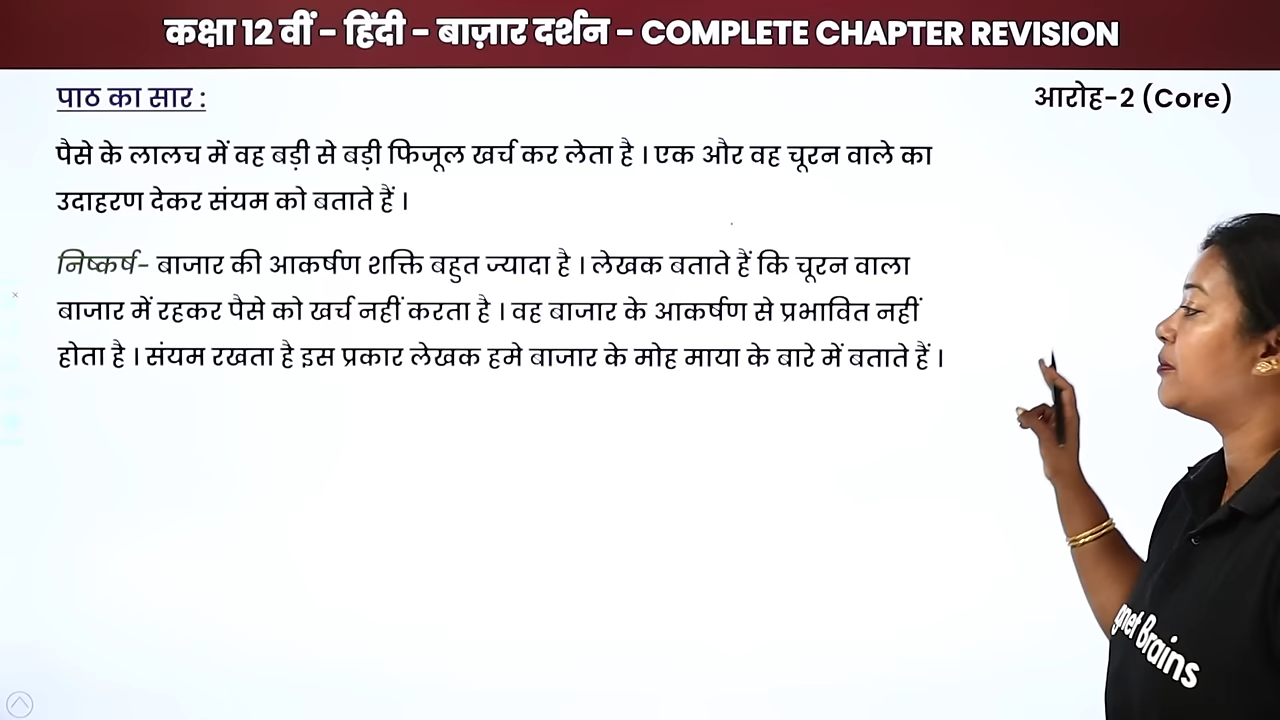 कक्षा 12 वीं - हिंदी - बाज़ार दर्शन - COMPLETE CHAPTER REVISION
पाठ का सार :
आरोह-2 (Core)
पैसे के लालच में वह बड़ी से बड़ी फिजूल खर्च कर लेता है । एक और वह चूरन वाले का
उदाहरण देकर संयम को बताते हैं ।
निष्कर्ष- बाजार की आकर्षण शक्ति बहुत ज्यादा है । लेखक बताते हैं कि चूरन वाला
बाजार में रहकर पैसे को खर्च नहीं करता है । वह बाजार के आकर्षण से प्रभावित नहीं
होता है । संयम रखता है इस प्रकार लेखक हमे बाजार के मोह माया के बारे में बताते हैं ।
gnet Brains